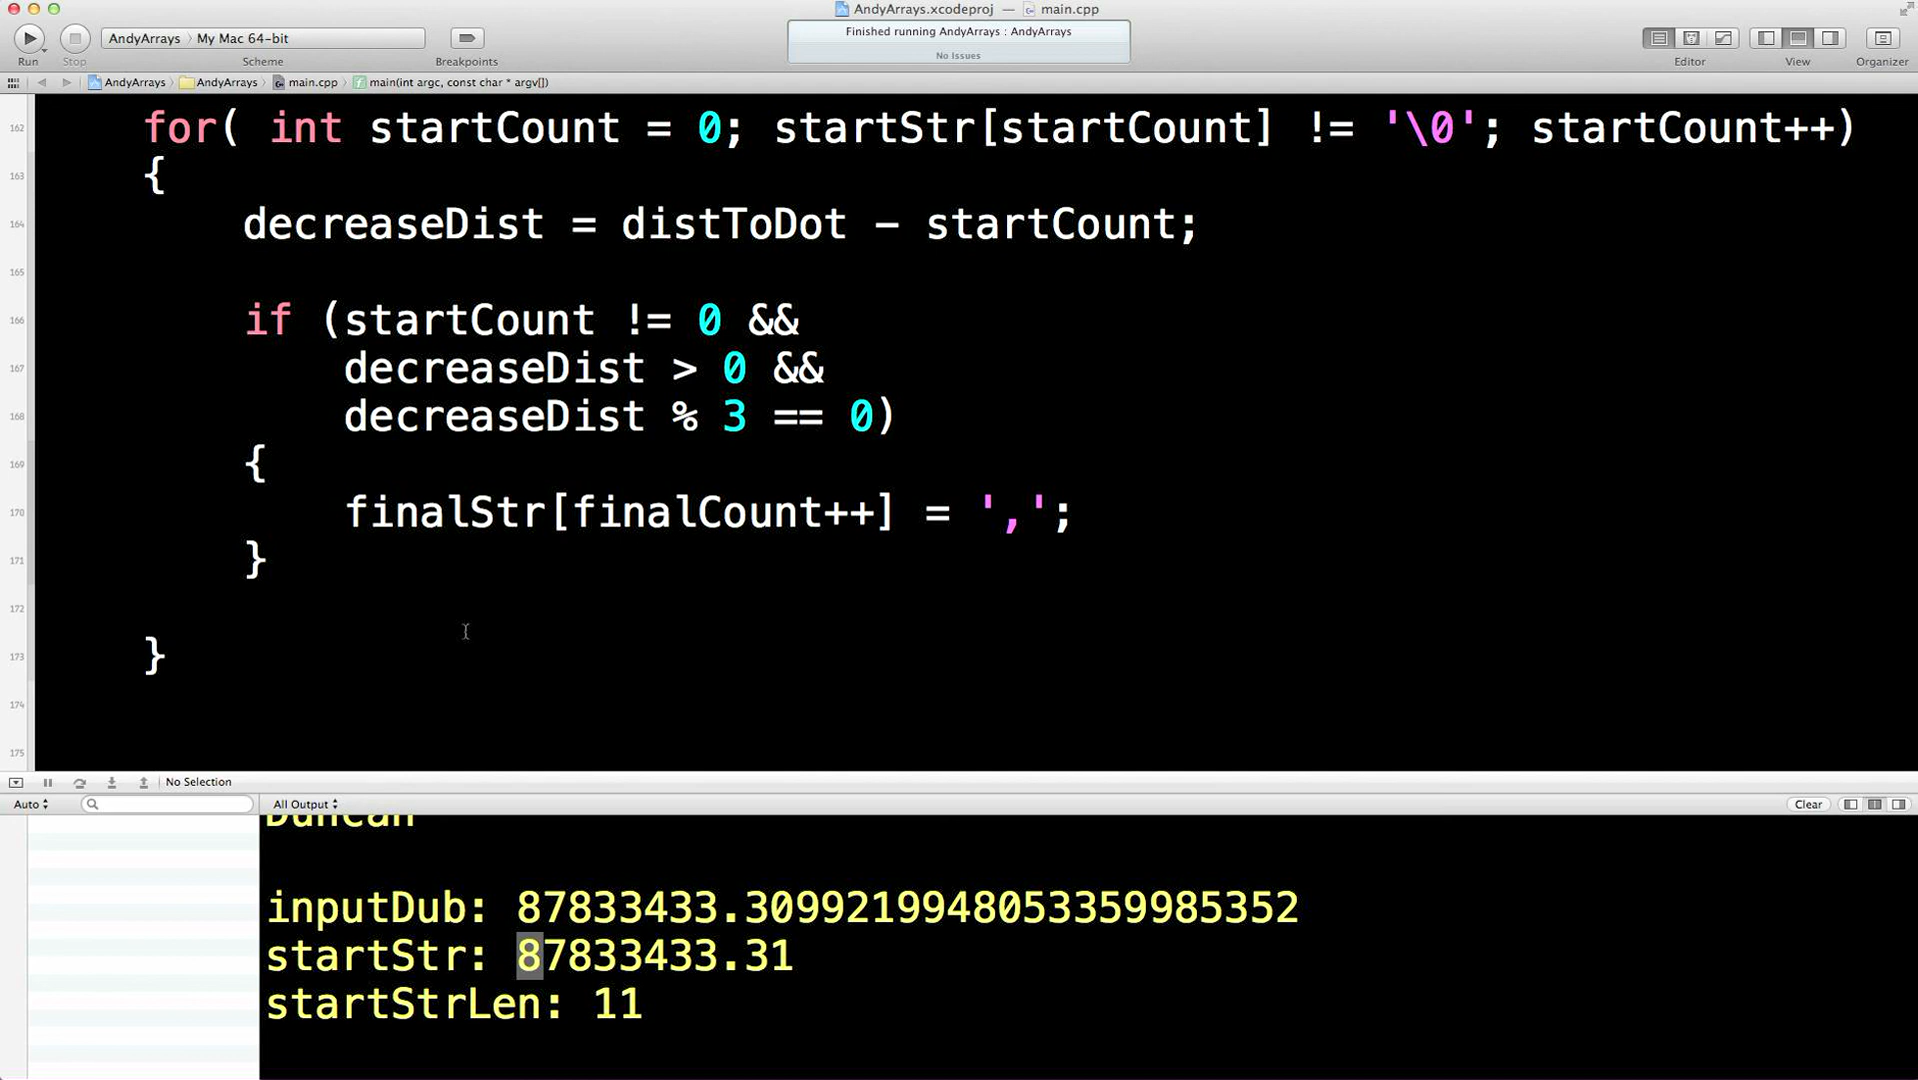 AndyArrays.xcodeproj — main.cpp
Run
Stop
AndyArrays > My Mac 64-bit
Scheme
Breakpoints
Finished running AndyArrays : AndyArrays
No Issues
Editor
View
Organizer
AndyArrays > AndyArrays > main.cpp > main(int argc, const char * argv[])
162 for( int startCount = 0; startStr[startCount] != '\0'; startCount++)
163 {
164 decreaseDist = distToDot - startCount;
165
166 if (startCount != 0 &&
167 decreaseDist > 0 &&
168 decreaseDist % 3 == 0)
169 {
170 finalStr[finalCount++] = ',';
171 }
172
173 }
174
175
No Selection
Auto
All Output
Clear
Duncan
inputDub: 87833433.3099219948053359985352
startStr: 87833433.31
startStrLen: 11